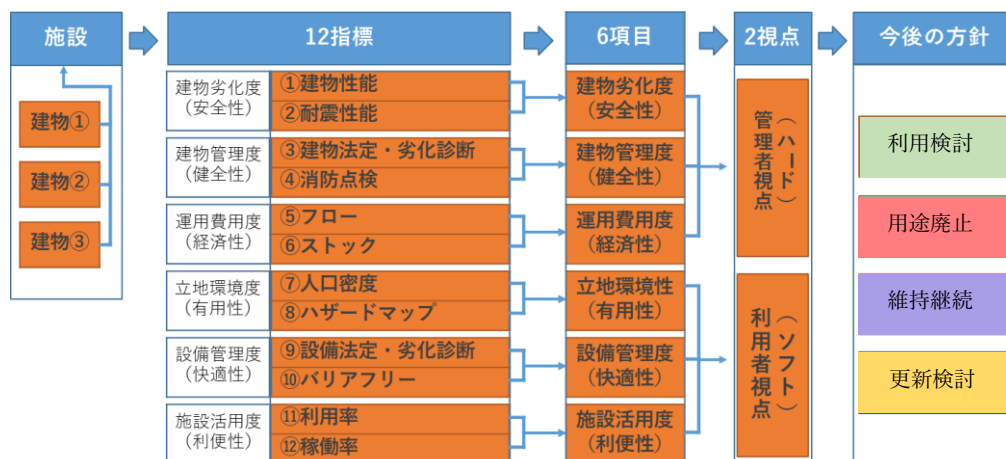 施設
12指標
6項目
2視点
今後の方針
建物①
建物②
建物③
建物劣化度
(安全性)
①建物性能
②耐震性能
建物管理度
(健全性)
③建物法定・劣化診断
④消防点検
運用費用度
(経済性)
⑤フロー
⑥ストック
立地環境度
(有用性)
⑦人口密度
⑧ハザードマップ
設備管理度
(快適性)
⑨設備法定・劣化診断
⑩バリアフリー
施設活用度
(利便性)
⑪利用率
⑫稼働率
建物劣化度
(安全性)
建物管理度
(健全性)
運用費用度
(経済性)
立地環境性
(有用性)
設備管理度
(快適性)
施設活用度
(利便性)
管理者視点
(ハード)
利用者視点
(ソフト)
利用検討
用途廃止
維持継続
更新検討